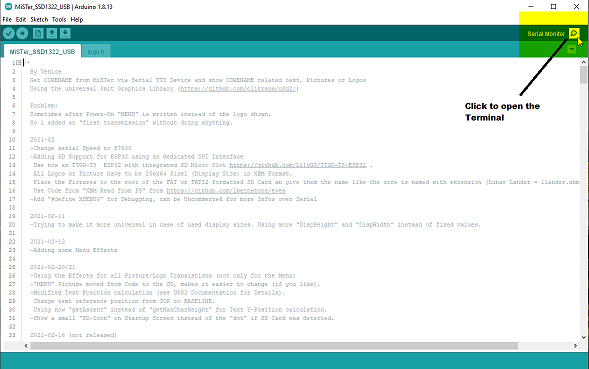 MiSTer_SSD1322_USB | Arduino 1.8.13
File Edit Sketch Tools Help
Serial Monitor
MiSTer_SSD1322_USB
logo.h
Click to open the
Terminal
1 /*
2 By Venice
3 Get CORENAME from MiSTer via Serial TTY Device and show CORENAME related text, Pictures or Logos
4 Using the universal 8bit Graphics Library (https://github.com/olikraus/u8g2/)
5
6 Problem:
7 Sometimes after Power-On "MENU" is written instead of the logo shown.
8 So i added an "first transmission" without doing anything.
9
10 2021-02
11 -Change serial Speed to 57600
12 -Adding SD Support for ESP32 using an dedicated SPI Interface
13 Use now an TTGO-T8 ESP32 with integrated SD Micro Slot https://github.com/LilyGO/TTGO-T8-ESP32 .
14 All Logos or Picture have to be 256x64 Pixel (Display Size) in XBM Format.
15 Place the Pictures to the root of the FAT or FAT32 formatted SD Card an give them the name like the core is named with extension (Lunar Lander = llander.xbm
16 Use Code from "XBM Read from FS" from https://github.com/lbernstone/ewea
17 -Add "#define XDEBUG" for Debugging, can be Uncommented for more Infos over Serial
18
19 2021-02-11
20 -Trying to make it more universal in case of used display sizes. Using more "DispHeight" and "DispWidth" instead of fixed values.
21
22 2021-02-12
23 -Adding some Menu Effects
24
25 2021-02-20/21
26 -Using the Effects for all Picture/Logo Transistions (not only for the Menu)
27 -"MENU" Picture moved from Code to the SD, makes it easier to change (if you like).
28 -Modified Text Position calculation (see U8G2 Documentation for Details).
29 Change text reference position from TOP to BASELINE.
30 Using now "getAscent" instead of "getMaxCharHeight" for Text Y-Position calculation.
31 -Show a small "SD-Icon" on Startup Screen instead of the "dot" if SD Card was detected.
32
33 2021-02-16 (not released)